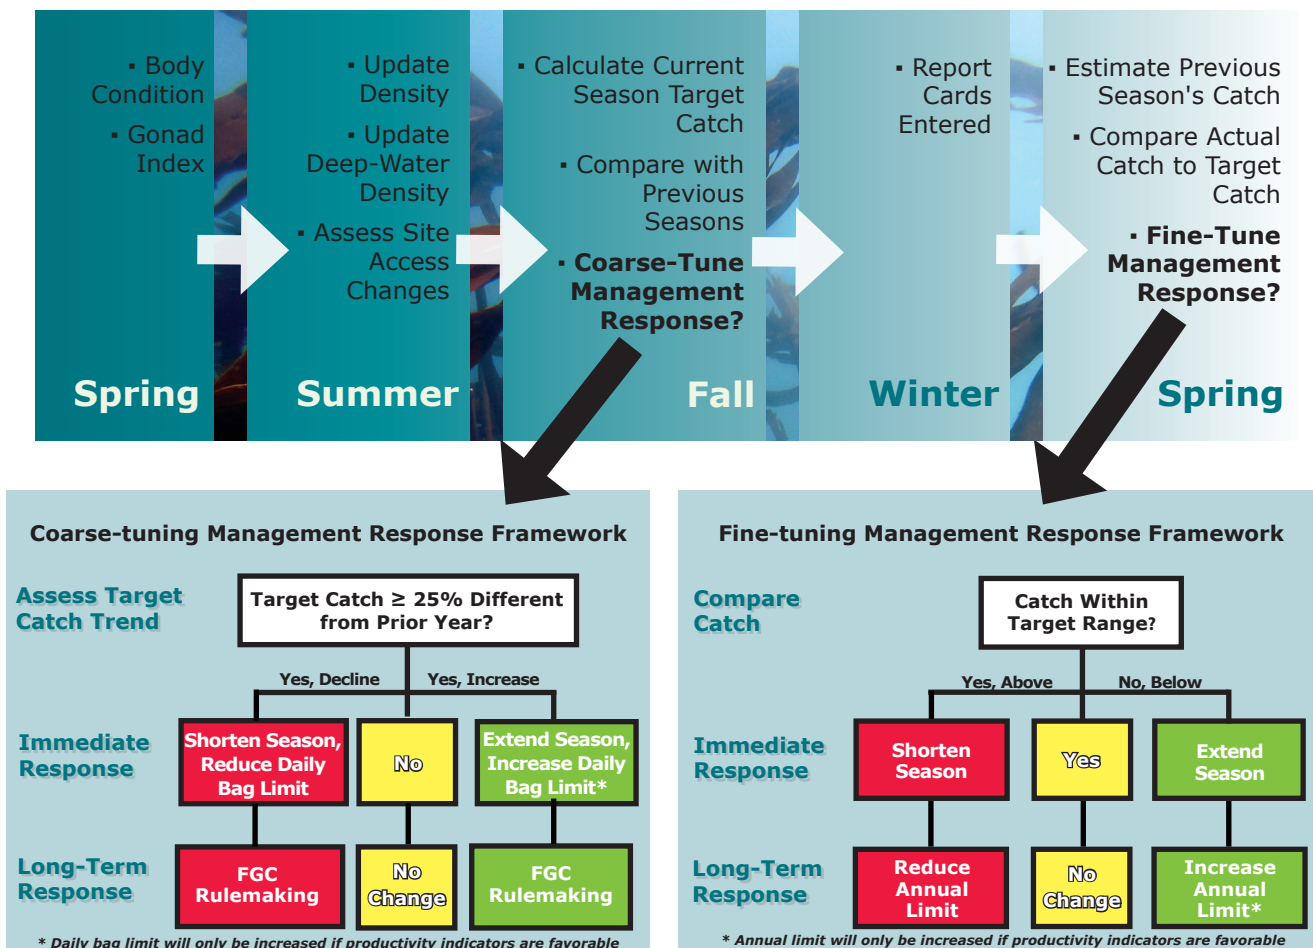 ▪ Body
Condition
▪ Gonad
Index
Spring
▪ Update
Density
▪ Update
Deep-Water
Density
▪ Assess Site
Access
Changes
Summer
▪ Calculate Current
Season Target
Catch
▪ Compare with
Previous
Seasons
▪ Coarse-Tune
Management
Response?
Fall
▪ Report
Cards
Entered
Winter
▪ Estimate Previous
Season's Catch
▪ Compare Actual
Catch to Target
Catch
▪ Fine-Tune
Management
Response?
Spring
Coarse-tuning Management Response Framework
Assess Target
Catch Trend
Target Catch ≥ 25% Different
from Prior Year?
Yes, Decline
Yes, Increase
Immediate
Response
Shorten Season,
Reduce Daily
Bag Limit
No
Extend Season,
Increase Daily
Bag Limit*
Long-Term
Response
FGC
Rulemaking
No
Change
FGC
Rulemaking
* Daily bag limit will only be increased if productivity indicators are favorable
Fine-tuning Management Response Framework
Compare
Catch
Catch Within
Target Range?
Yes, Above
No, Below
Immediate
Response
Shorten
Season
Yes
Extend
Season
Long-Term
Response
Reduce
Annual
Limit
No
Change
Increase
Annual
Limit*
* Annual limit will only be increased if productivity indicators are favorable